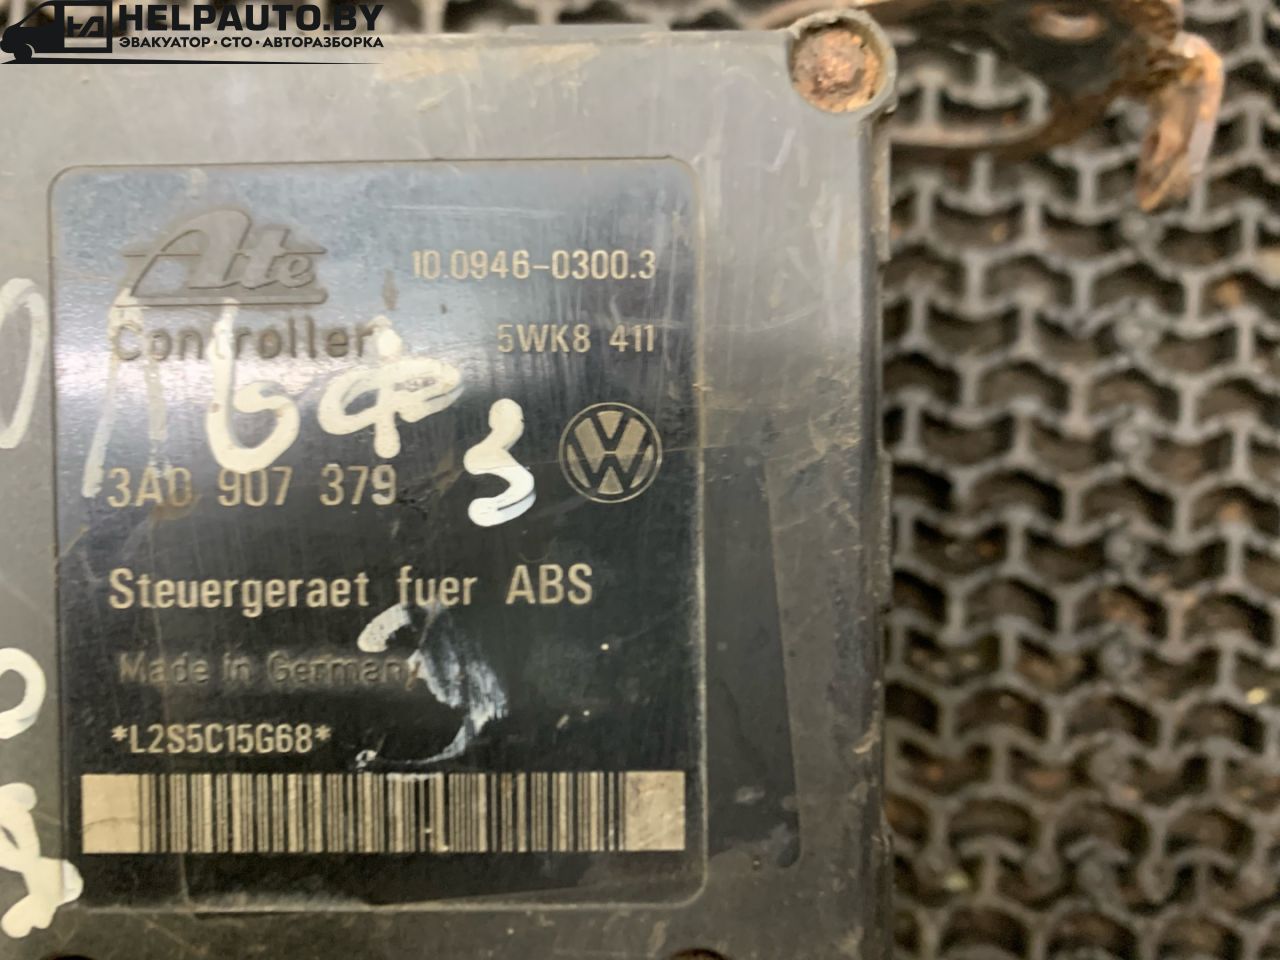 HELPAUTO.BY
ЭВАКУАТОР · СТО · АВТОРАЗБОРКА
Ate
10.0946-0300.3
Controller
5WK8 411
3
3A0 907 379
Steuergeraet fuer ABS
Made in Germany
*L2S5C15G68*